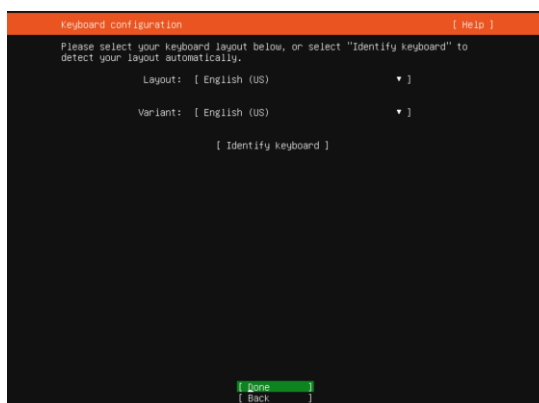 Keyboard configuration [ Help ]
Please select your keyboard layout below, or select "Identify keyboard" to
detect your layout automatically.
Layout: [ English (US) ▾ ]
Variant: [ English (US) ▾ ]
[ Identify keyboard ]
[ Done ]
[ Back ]